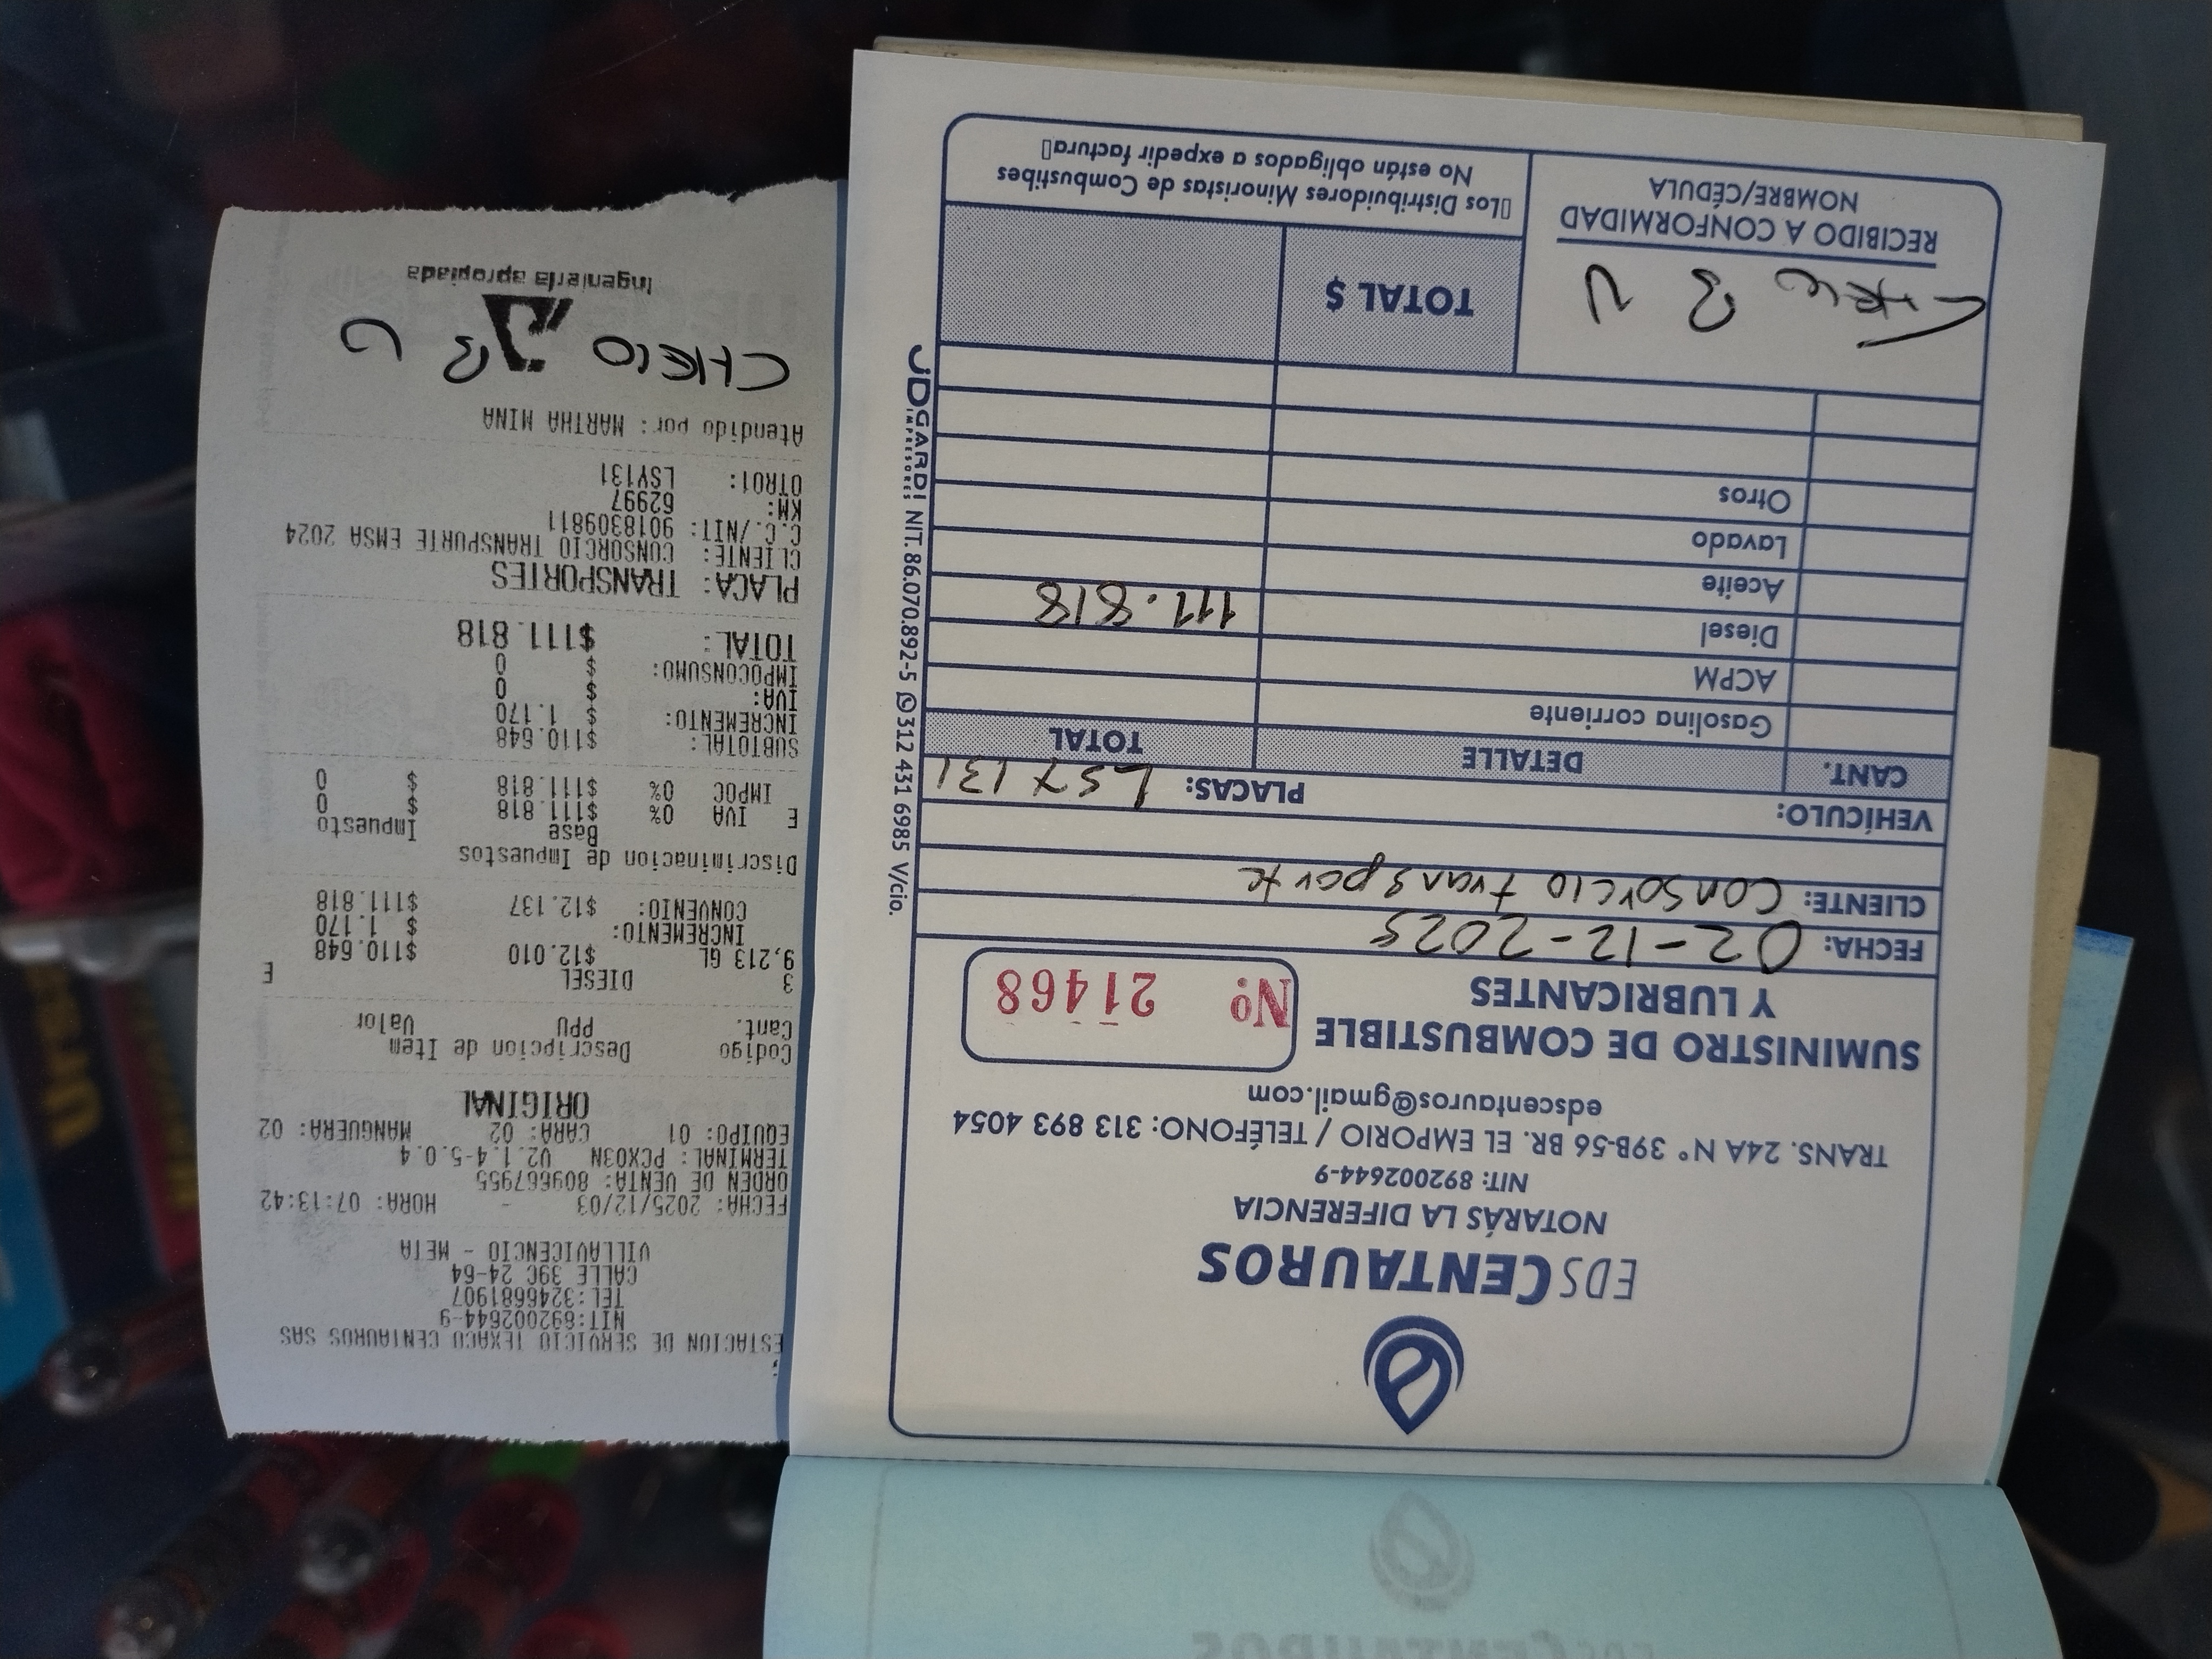 ESTACION DE SERVICIO TEXACO CENTAUROS SAS
NIT:892002644-9
TEL:3246681907
CALLE 39C 24-64
VILLAVICENCIO - META
FECHA: 2025/12/03 - HORA: 07:13:42
ORDEN DE VENTA: 809667955
TERMINAL: PCX03N V2.1.4-5.0.4
EQUIPO: 01 CARA: 02 MANGUERA: 02
ORIGINAL
Codigo Descripcion de Item
Cant. PPU Valor
3 DIESEL E
9,213 GL $12.010 $110.648
INCREMENTO: $ 1.170
CONVENIO: $12.137 $111.818
Discriminacion de Impuestos
Base Impuesto
E IVA 0% $111.818 $ 0
IMPOC 0% $111.818 $ 0
SUBTOTAL: $110.648
INCREMENTO: $ 1.170
IVA: $ 0
IMPOCONSUMO: $ 0
TOTAL: $111.818
PLACA: TRANSPORTES
CLIENTE: CONSORCIO TRANSPORTE EMSA 2024
C.C./NIT: 9018309811
KM: 62997
OTRO1: LSY131
Atendido por: MARTHA MINA
CHEIO B U
Ingeniería apropiada
EDS CENTAUROS
NOTARÁS LA DIFERENCIA
NIT: 892002644-9
TRANS. 24A N° 39B-56 BR. EL EMPORIO / TELÉFONO: 313 893 4054
edscentauros@gmail.com
SUMINISTRO DE COMBUSTIBLE
Y LUBRICANTES
Nº 21468
FECHA: 02-12-2025
CLIENTE: Consorcio transporte
VEHÍCULO: PLACAS: LSY 131
CANT. DETALLE TOTAL
Gasolina corriente
ACPM
Diesel 111.818
Aceite
Lavado
Otros
TOTAL $
RECIBIDO A CONFORMIDAD
NOMBRE/CÉDULA
Los Distribuidores Minoristas de Combustibes
No están obligados a expedir factura
JDGARDI IMPRESORES NIT. 86.070.892-5 312 431 6985 V/cio.
EDS CENTAUROS